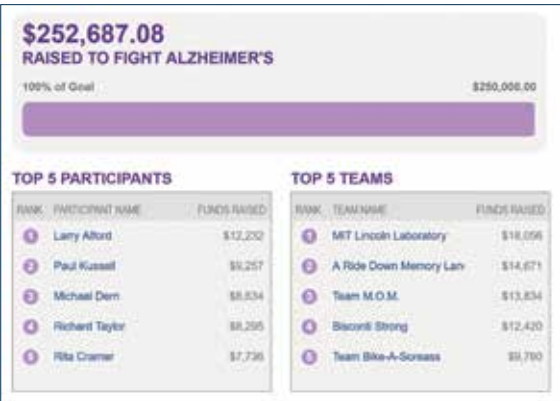 $252,687.08
RAISED TO FIGHT ALZHEIMER'S
100% of Goal $250,000.00
TOP 5 PARTICIPANTS
RANK PARTICIPANT NAME FUNDS RAISED
1 Larry Alford $12,232
2 Paul Kussell $9,257
3 Michael Dern $8,834
4 Richard Taylor $8,295
5 Rita Cramer $7,736
TOP 5 TEAMS
RANK TEAM NAME FUNDS RAISED
1 MIT Lincoln Laboratory $18,056
2 A Ride Down Memory Lan $14,671
3 Team M.O.M. $13,834
4 Bisconti Strong $12,420
5 Team Bike-A-Soreass $9,780